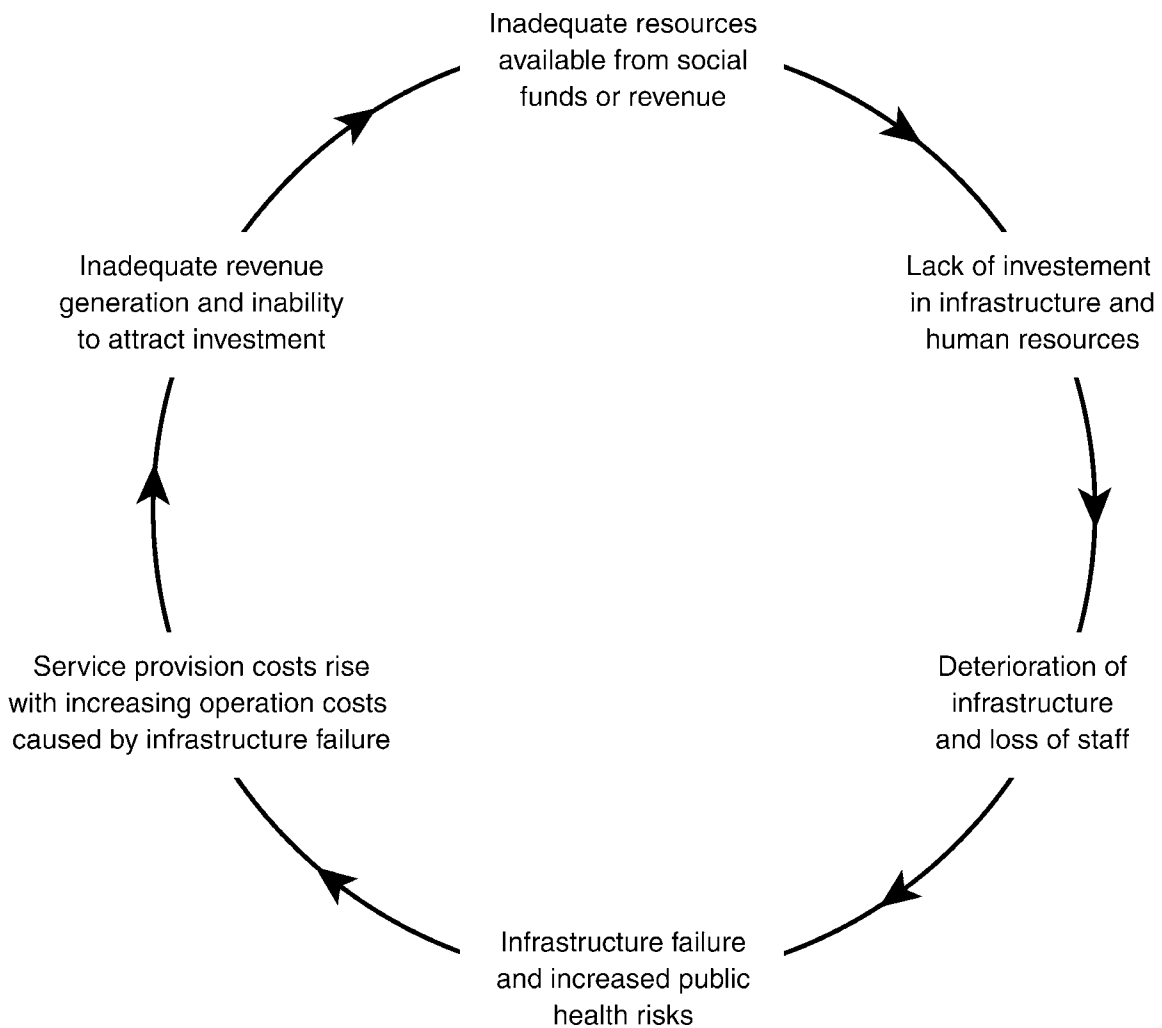 Inadequate resources
available from social
funds or revenue
Lack of investement
in infrastructure and
human resources
Deterioration of
infrastructure
and loss of staff
Infrastructure failure
and increased public
health risks
Service provision costs rise
with increasing operation costs
caused by infrastructure failure
Inadequate revenue
generation and inability
to attract investment